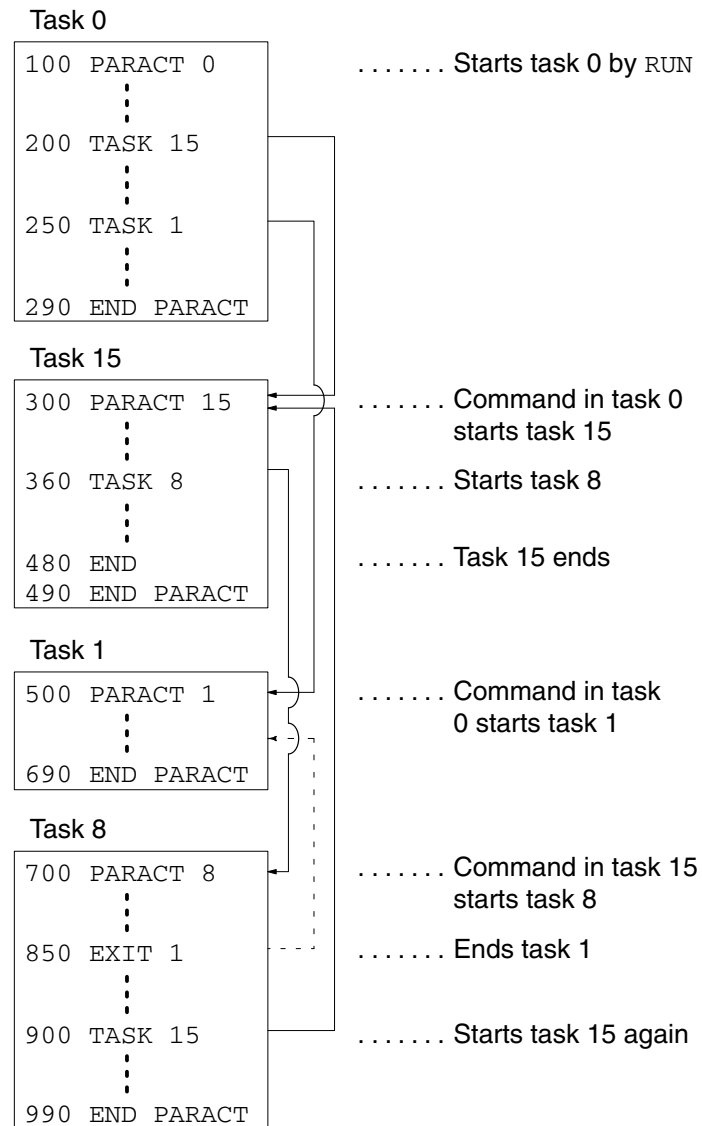 Task 0
100 PARACT 0 ....... Starts task 0 by RUN
200 TASK 15
250 TASK 1
290 END PARACT
Task 15
300 PARACT 15 ....... Command in task 0
starts task 15
360 TASK 8 ....... Starts task 8
480 END ....... Task 15 ends
490 END PARACT
Task 1
500 PARACT 1 ....... Command in task
0 starts task 1
690 END PARACT
Task 8
700 PARACT 8 ....... Command in task 15
starts task 8
850 EXIT 1 ....... Ends task 1
900 TASK 15 ....... Starts task 15 again
990 END PARACT